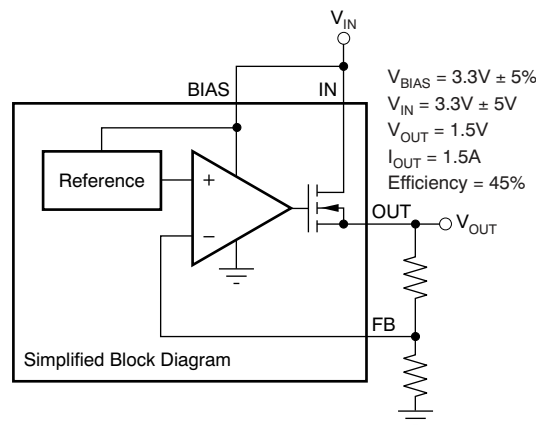 V_IN
BIAS
IN
V_BIAS = 3.3V ± 5%
V_IN = 3.3V ± 5V
V_OUT = 1.5V
I_OUT = 1.5A
Efficiency = 45%
Reference
+
−
OUT
V_OUT
FB
Simplified Block Diagram